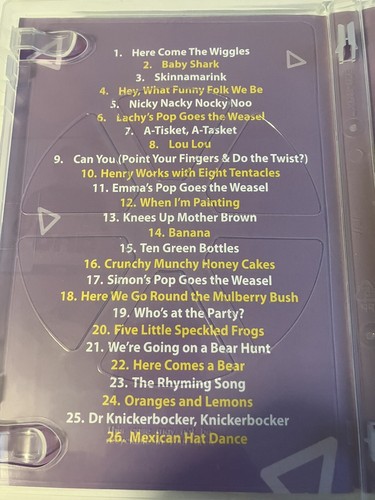 1. Here Come The Wiggles
2. Baby Shark
3. Skinnamarink
4. Hey, What Funny Folk We Be
5. Nicky Nacky Nocky Noo
6. Lachy's Pop Goes the Weasel
7. A-Tisket, A-Tasket
8. Lou Lou
9. Can You (Point Your Fingers & Do the Twist?)
10. Henry Works with Eight Tentacles
11. Emma's Pop Goes the Weasel
12. When I'm Painting
13. Knees Up Mother Brown
14. Banana
15. Ten Green Bottles
16. Crunchy Munchy Honey Cakes
17. Simon's Pop Goes the Weasel
18. Here We Go Round the Mulberry Bush
19. Who's at the Party?
20. Five Little Speckled Frogs
21. We're Going on a Bear Hunt
22. Here Comes a Bear
23. The Rhyming Song
24. Oranges and Lemons
25. Dr Knickerbocker, Knickerbocker
26. Mexican Hat Dance